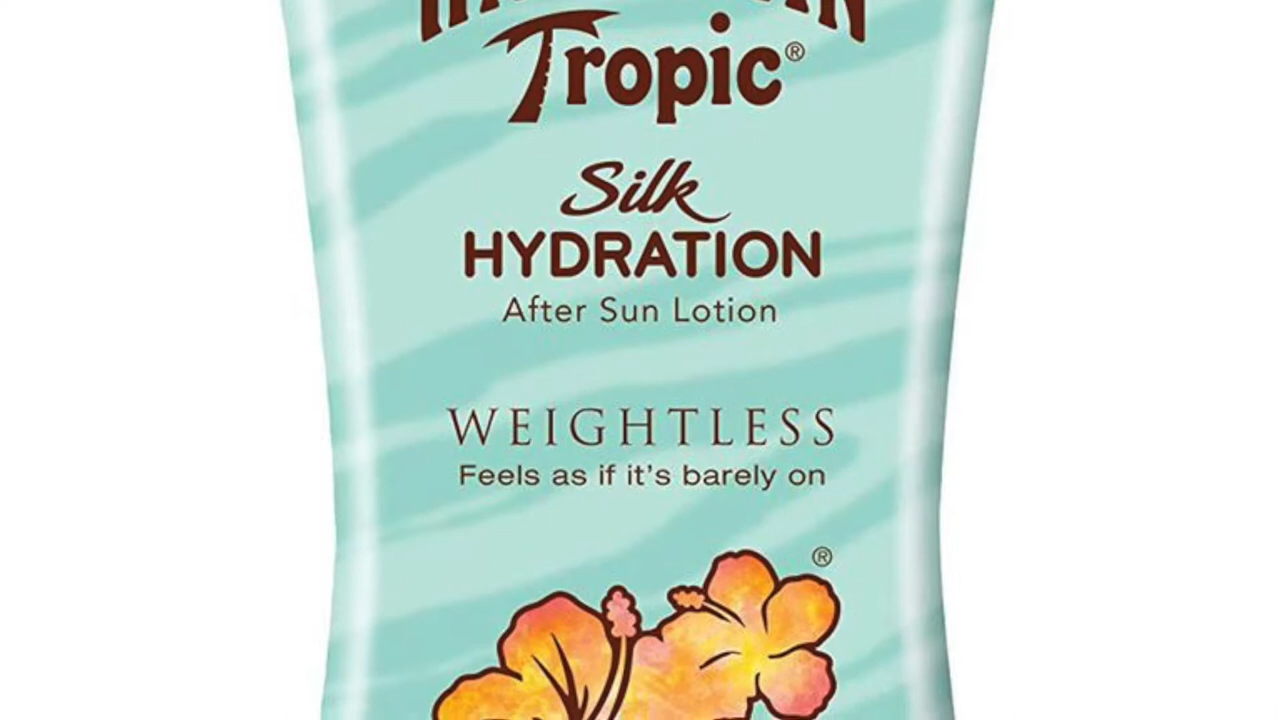 Tropic®
Silk
HYDRATION
After Sun Lotion
WEIGHTLESS
Feels as if it's barely on
®